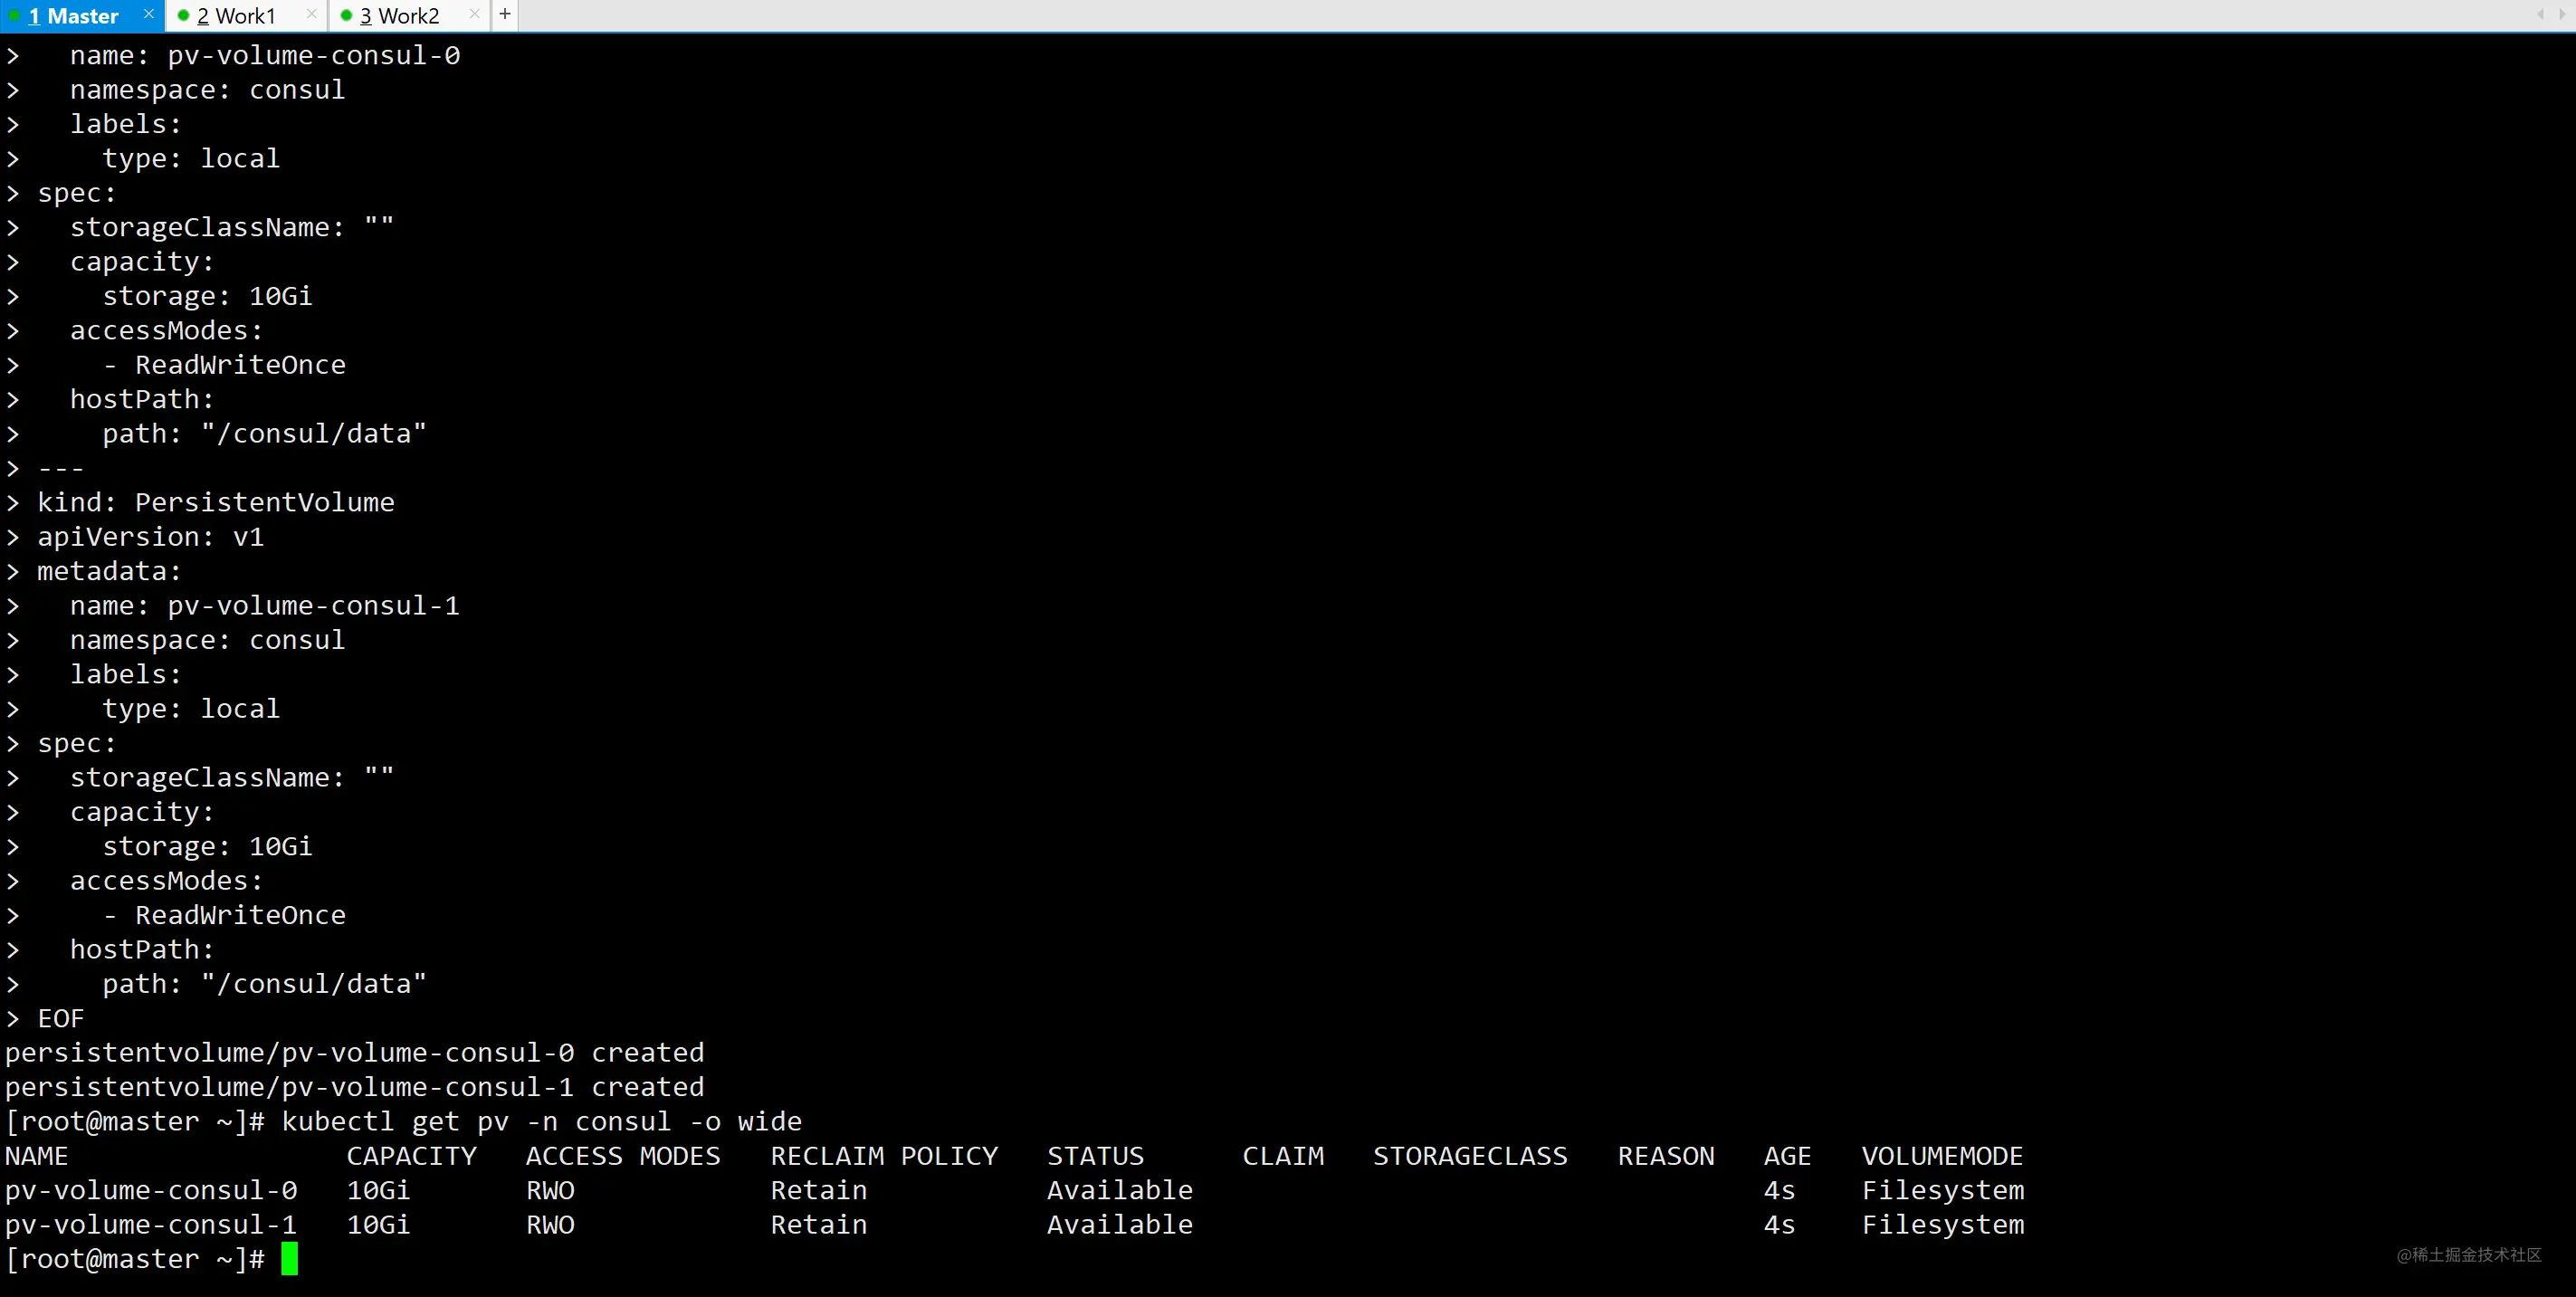 1 Master × 2 Work1 × 3 Work2 × +
>   name: pv-volume-consul-0
>   namespace: consul
>   labels:
>     type: local
> spec:
>   storageClassName: ""
>   capacity:
>     storage: 10Gi
>   accessModes:
>     - ReadWriteOnce
>   hostPath:
>     path: "/consul/data"
> ---
> kind: PersistentVolume
> apiVersion: v1
> metadata:
>   name: pv-volume-consul-1
>   namespace: consul
>   labels:
>     type: local
> spec:
>   storageClassName: ""
>   capacity:
>     storage: 10Gi
>   accessModes:
>     - ReadWriteOnce
>   hostPath:
>     path: "/consul/data"
> EOF
persistentvolume/pv-volume-consul-0 created
persistentvolume/pv-volume-consul-1 created
[root@master ~]# kubectl get pv -n consul -o wide
NAME                 CAPACITY   ACCESS MODES   RECLAIM POLICY   STATUS      CLAIM   STORAGECLASS   REASON   AGE   VOLUMEMODE
pv-volume-consul-0   10Gi       RWO            Retain           Available                                   4s    Filesystem
pv-volume-consul-1   10Gi       RWO            Retain           Available                                   4s    Filesystem
[root@master ~]#
@稀土掘金技术社区